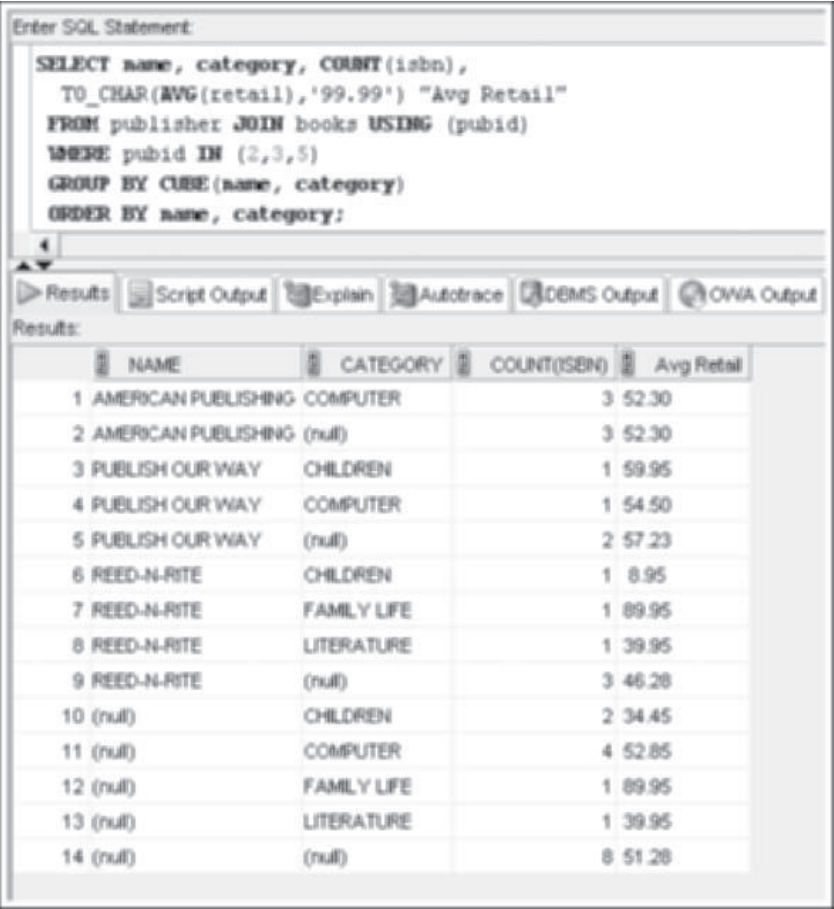 Enter SQL Statement:
SELECT name, category, COUNT(isbn),
TO_CHAR(AVG(retail),'99.99') "Avg Retail"
FROM publisher JOIN books USING (pubid)
WHERE pubid IN (2,3,5)
GROUP BY CUBE(name, category)
ORDER BY name, category;
Results Script Output Explain Autotrace DBMS Output OWA Output
Results:
NAME CATEGORY COUNT(ISBN) Avg Retail
1 AMERICAN PUBLISHING COMPUTER 3 52.30
2 AMERICAN PUBLISHING (null) 3 52.30
3 PUBLISH OUR WAY CHILDREN 1 59.95
4 PUBLISH OUR WAY COMPUTER 1 54.50
5 PUBLISH OUR WAY (null) 2 57.23
6 REED-N-RITE CHILDREN 1 8.95
7 REED-N-RITE FAMILY LIFE 1 89.95
8 REED-N-RITE LITERATURE 1 39.95
9 REED-N-RITE (null) 3 46.28
10 (null) CHILDREN 2 34.45
11 (null) COMPUTER 4 52.85
12 (null) FAMILY LIFE 1 89.95
13 (null) LITERATURE 1 39.95
14 (null) (null) 8 51.28